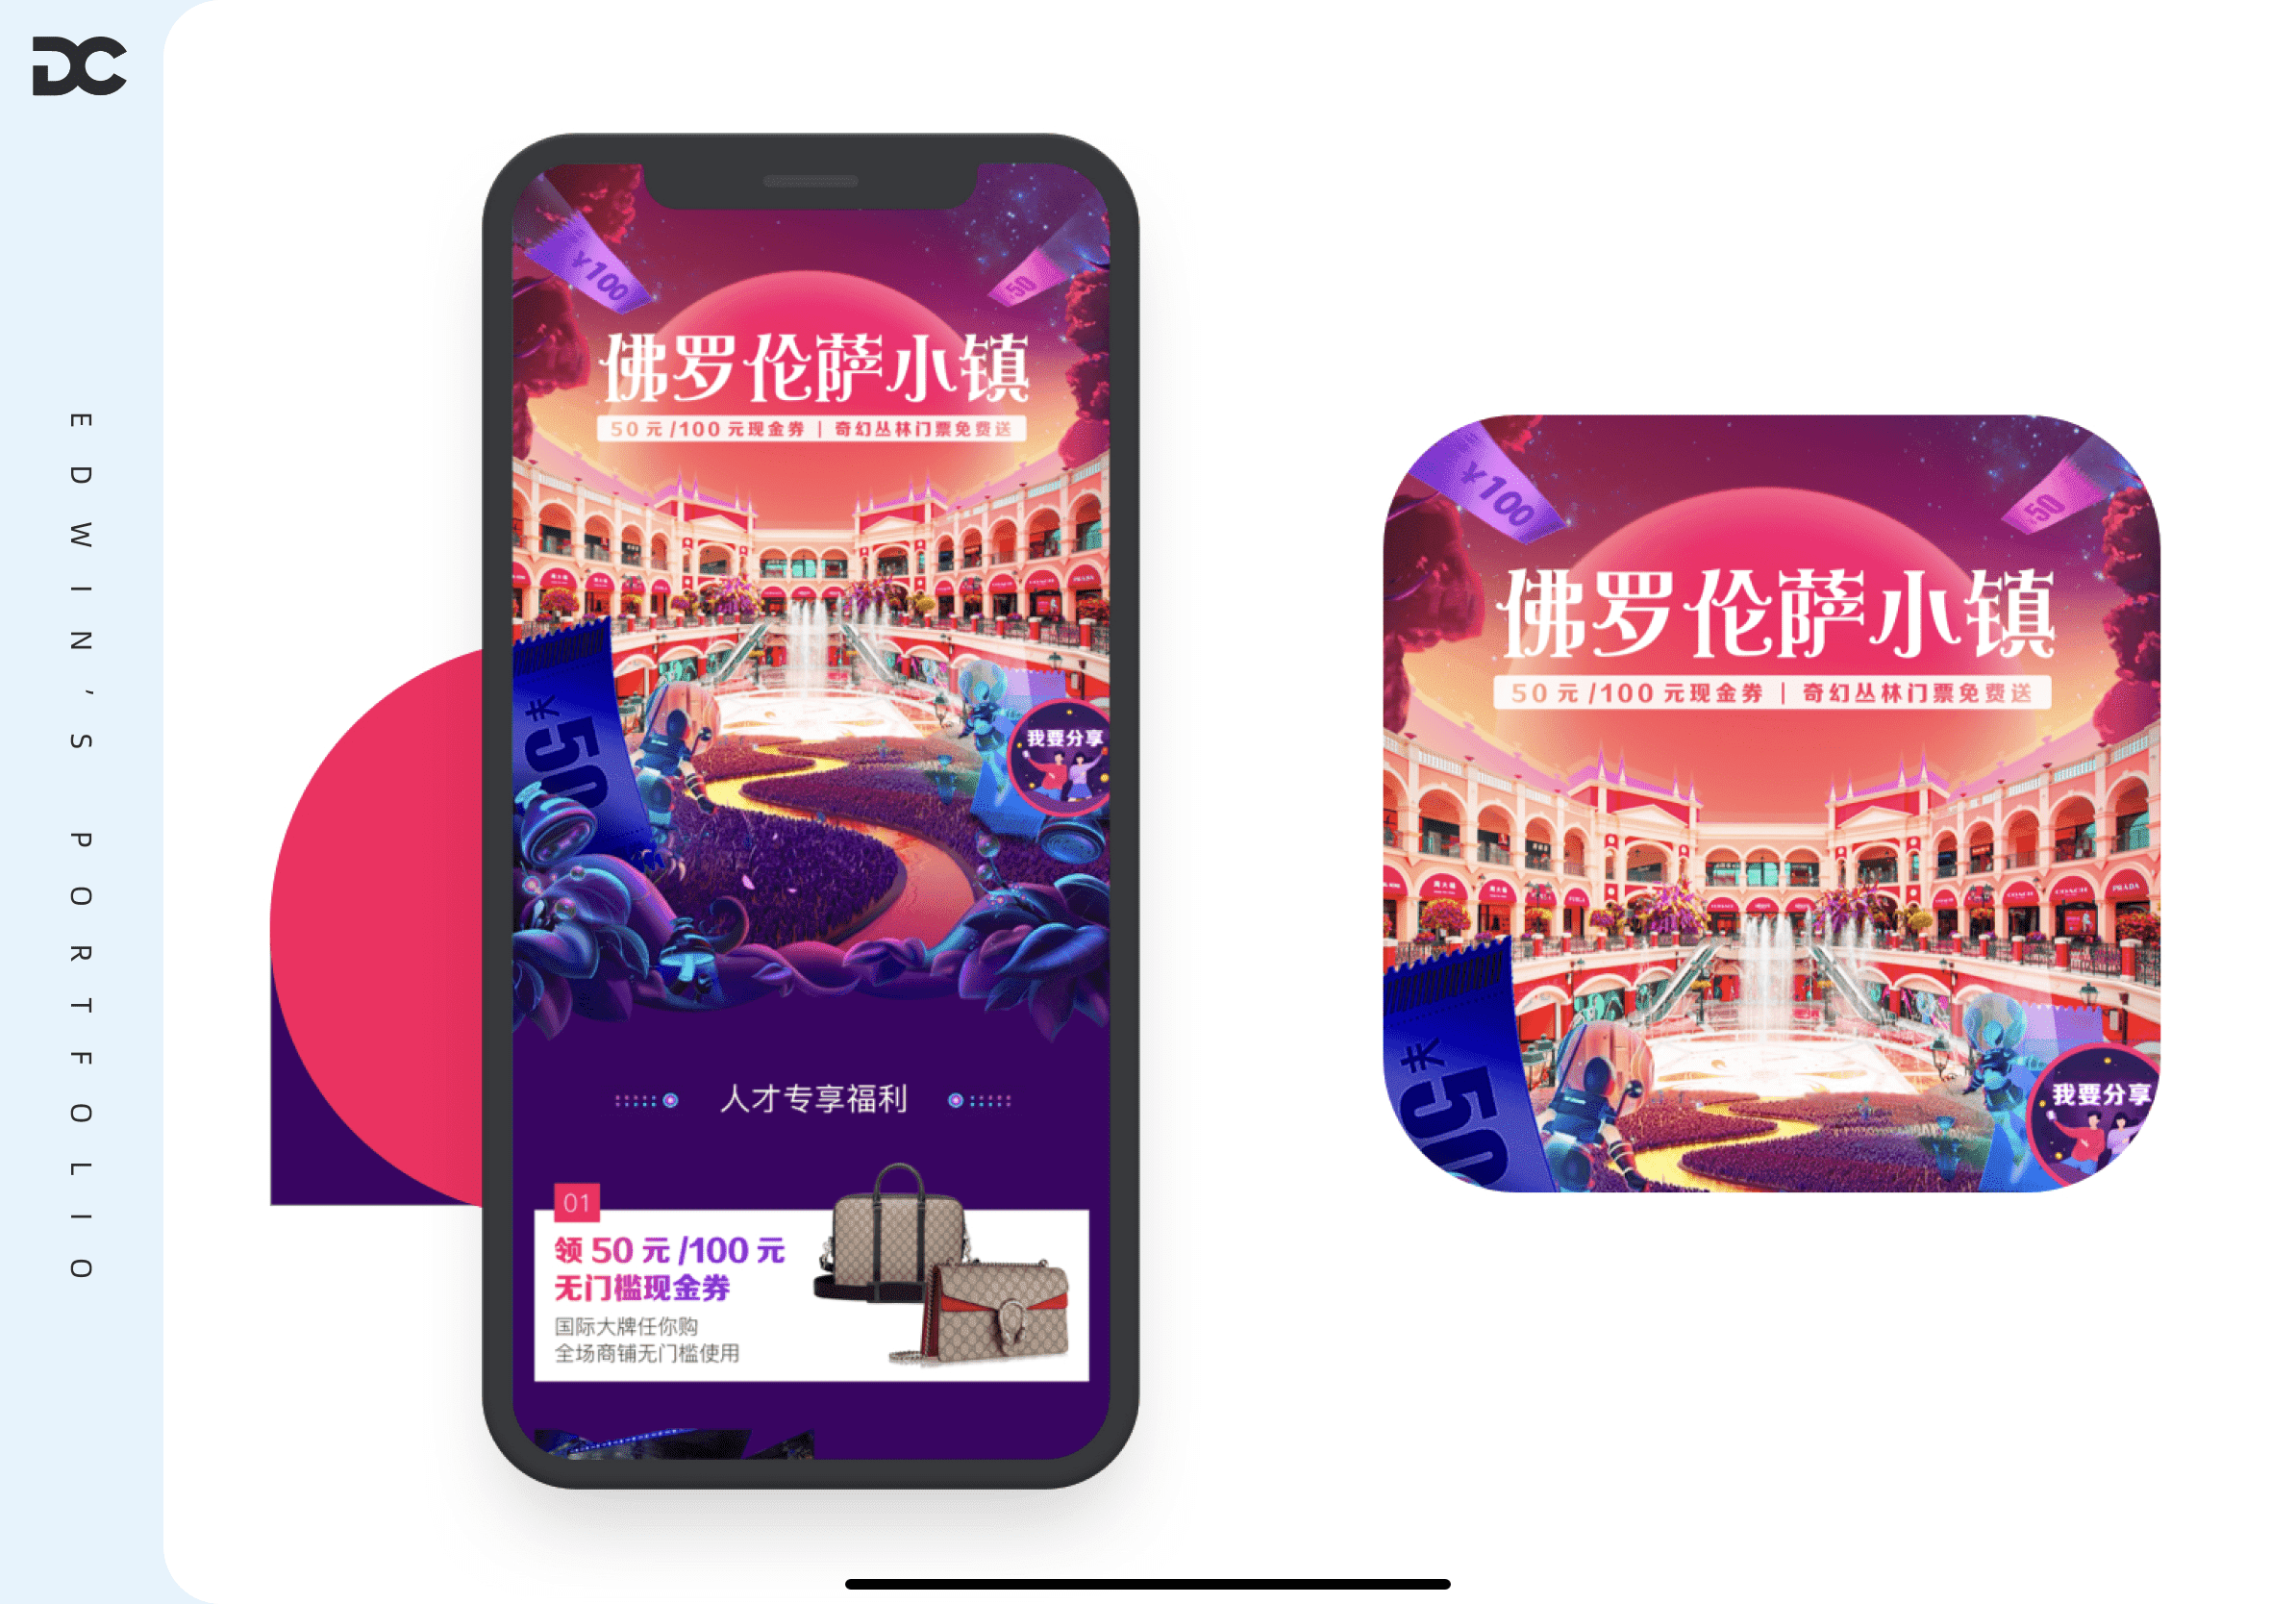 DC
EDWIN'S PORTFOLIO
¥100
50
佛罗伦萨小镇
50 元 /100 元现金券 | 奇幻丛林门票免费送
50
我要分享
人才专享福利
01
领 50 元 /100 元
无门槛现金券
国际大牌任你购
全场商铺无门槛使用
¥100
50
佛罗伦萨小镇
50 元 /100 元现金券 | 奇幻丛林门票免费送
COACH
PRADA
50
我要分享